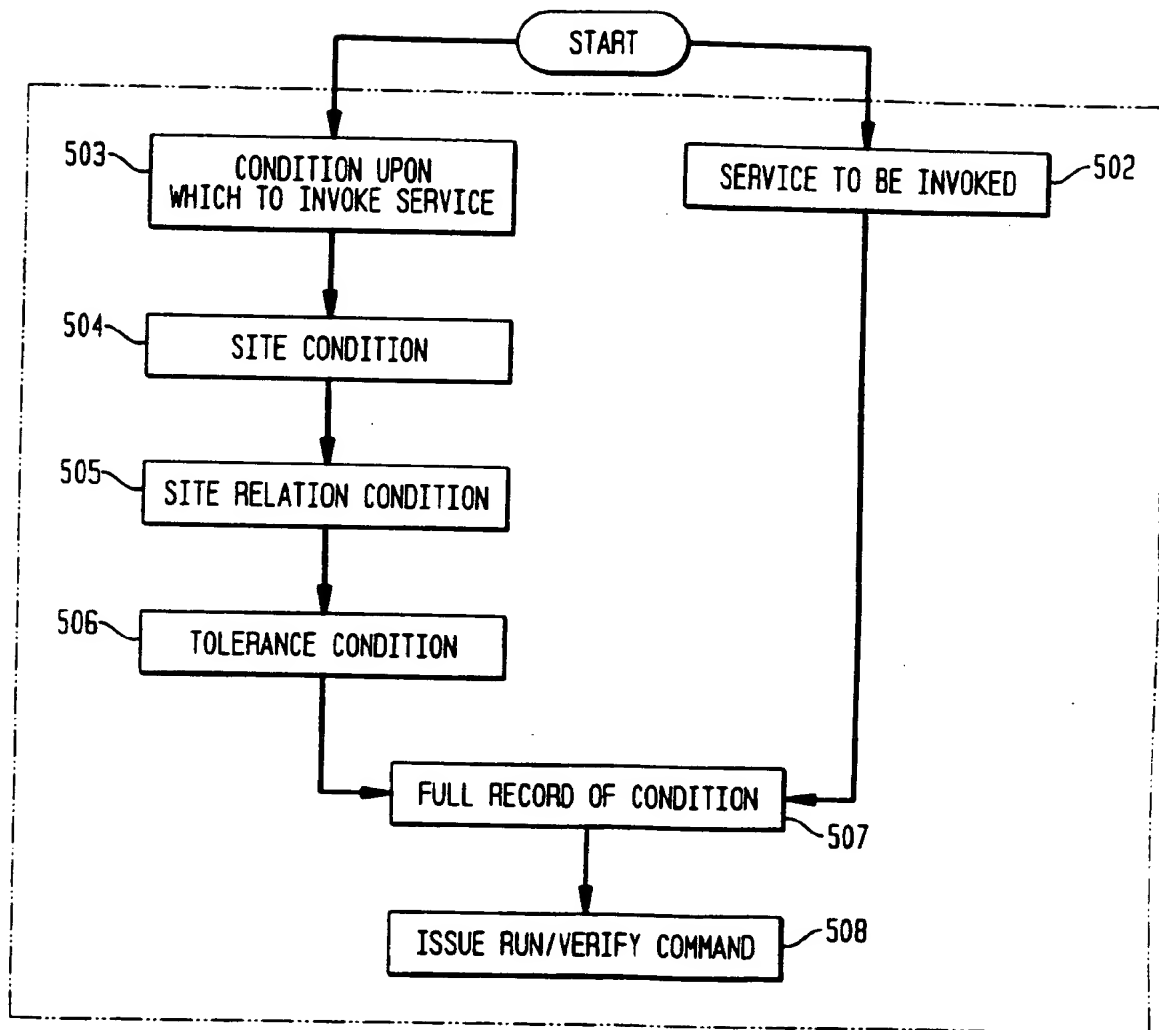 START
503
CONDITION UPON
WHICH TO INVOKE SERVICE
SERVICE TO BE INVOKED
502
504
SITE CONDITION
505
SITE RELATION CONDITION
506
TOLERANCE CONDITION
FULL RECORD OF CONDITION
507
ISSUE RUN/VERIFY COMMAND
508